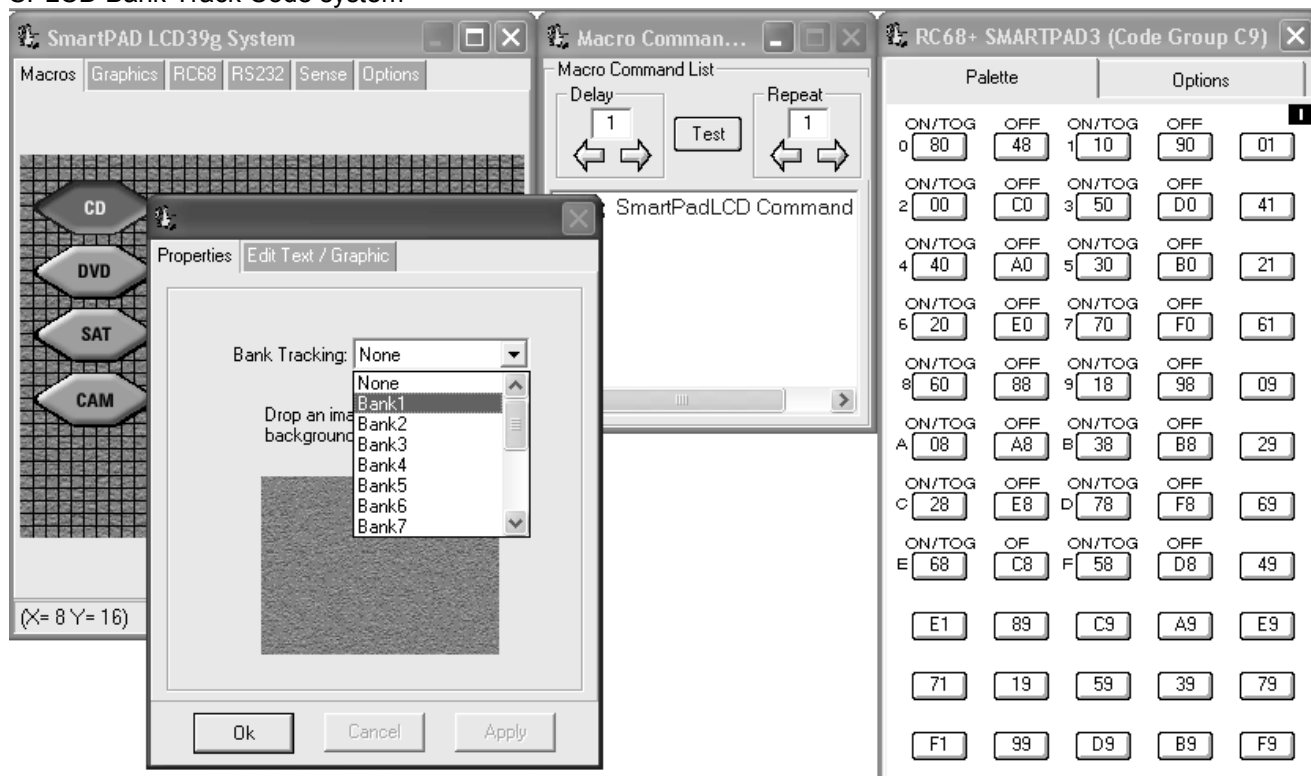 LCD Bank Track Code system
SmartPAD LCD39g System
Macros Graphics RC68 RS232 Sense Options
CD
DVD
SAT
CAM
(X= 8 Y= 16)
Properties Edit Text / Graphic
Bank Tracking: None
None
Bank1
Bank2
Bank3
Bank4
Bank5
Bank6
Bank7
Drop an
background
Ok Cancel Apply
Macro Comman...
Macro Command List
Delay Repeat
1 Test 1
SmartPadLCD Command
RC68+ SMARTPAD3 (Code Group C9)
Palette Options
I
ON/TOG OFF ON/TOG OFF
0 80 48 1 10 90 01
ON/TOG OFF ON/TOG OFF
2 00 C0 3 50 D0 41
ON/TOG OFF ON/TOG OFF
4 40 A0 5 30 B0 21
ON/TOG OFF ON/TOG OFF
6 20 E0 7 70 F0 61
ON/TOG OFF ON/TOG OFF
8 60 88 9 18 98 09
ON/TOG OFF ON/TOG OFF
A 08 A8 B 38 B8 29
ON/TOG OFF ON/TOG OFF
C 28 E8 D 78 F8 69
ON/TOG OF ON/TOG OFF
E 68 C8 F 58 D8 49
E1 89 C9 A9 E9
71 19 59 39 79
F1 99 D9 B9 F9